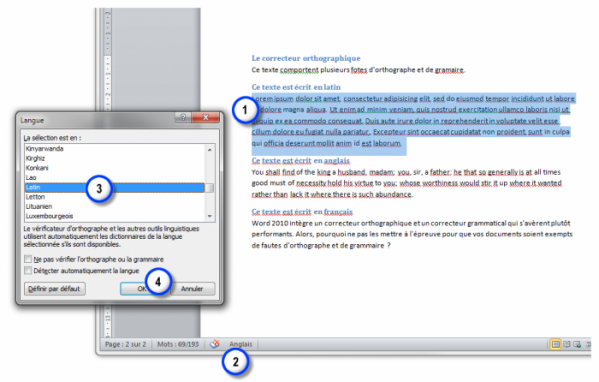 Le correcteur orthographique
Ce texte comportent plusieurs fotes d'orthographe et de gramaire.
Ce texte est écrit en latin
Lorem ipsum dolor sit amet, consectetur adipisicing elit, sed do eiusmod tempor incididunt ut labore
dolore magna aliqua. Ut enim ad minim veniam, quis nostrud exercitation ullamco laboris nisi ut
aliquip ex ea commodo consequat. Duis aute irure dolor in reprehenderit in voluptate velit esse
cillum dolore eu fugiat nulla pariatur. Excepteur sint occaecat cupidatat non proident, sunt in culpa
qui officia deserunt mollit anim id est laborum.
Ce texte est écrit en anglais
You shall find of the king a husband, madam; you, sir, a father; he that so generally is at all times
good must of necessity hold his virtue to you; whose worthiness would stir it up where it wanted
rather than lack it where there is such abundance.
Ce texte est écrit en français
Word 2010 intègre un correcteur orthographique et un correcteur grammatical qui s'avèrent plutôt
performants. Alors, pourquoi ne pas les mettre à l'épreuve pour que vos documents soient exempts
de fautes d'orthographe et de grammaire ?
1
Langue
La sélection est en :
Kinyarwanda
Kirghiz
Konkani
Lao
Latin
Letton
Lituanien
Luxembourgeois
3
Le vérificateur d'orthographe et les autres outils linguistiques
utilisent automatiquement les dictionnaires de la langue
sélectionnée s'ils sont disponibles.
Ne pas vérifier l'orthographe ou la grammaire
Détecter automatiquement la langue
4
Définir par défaut
OK
Annuler
Page : 2 sur 2
Mots : 69/193
Anglais
2